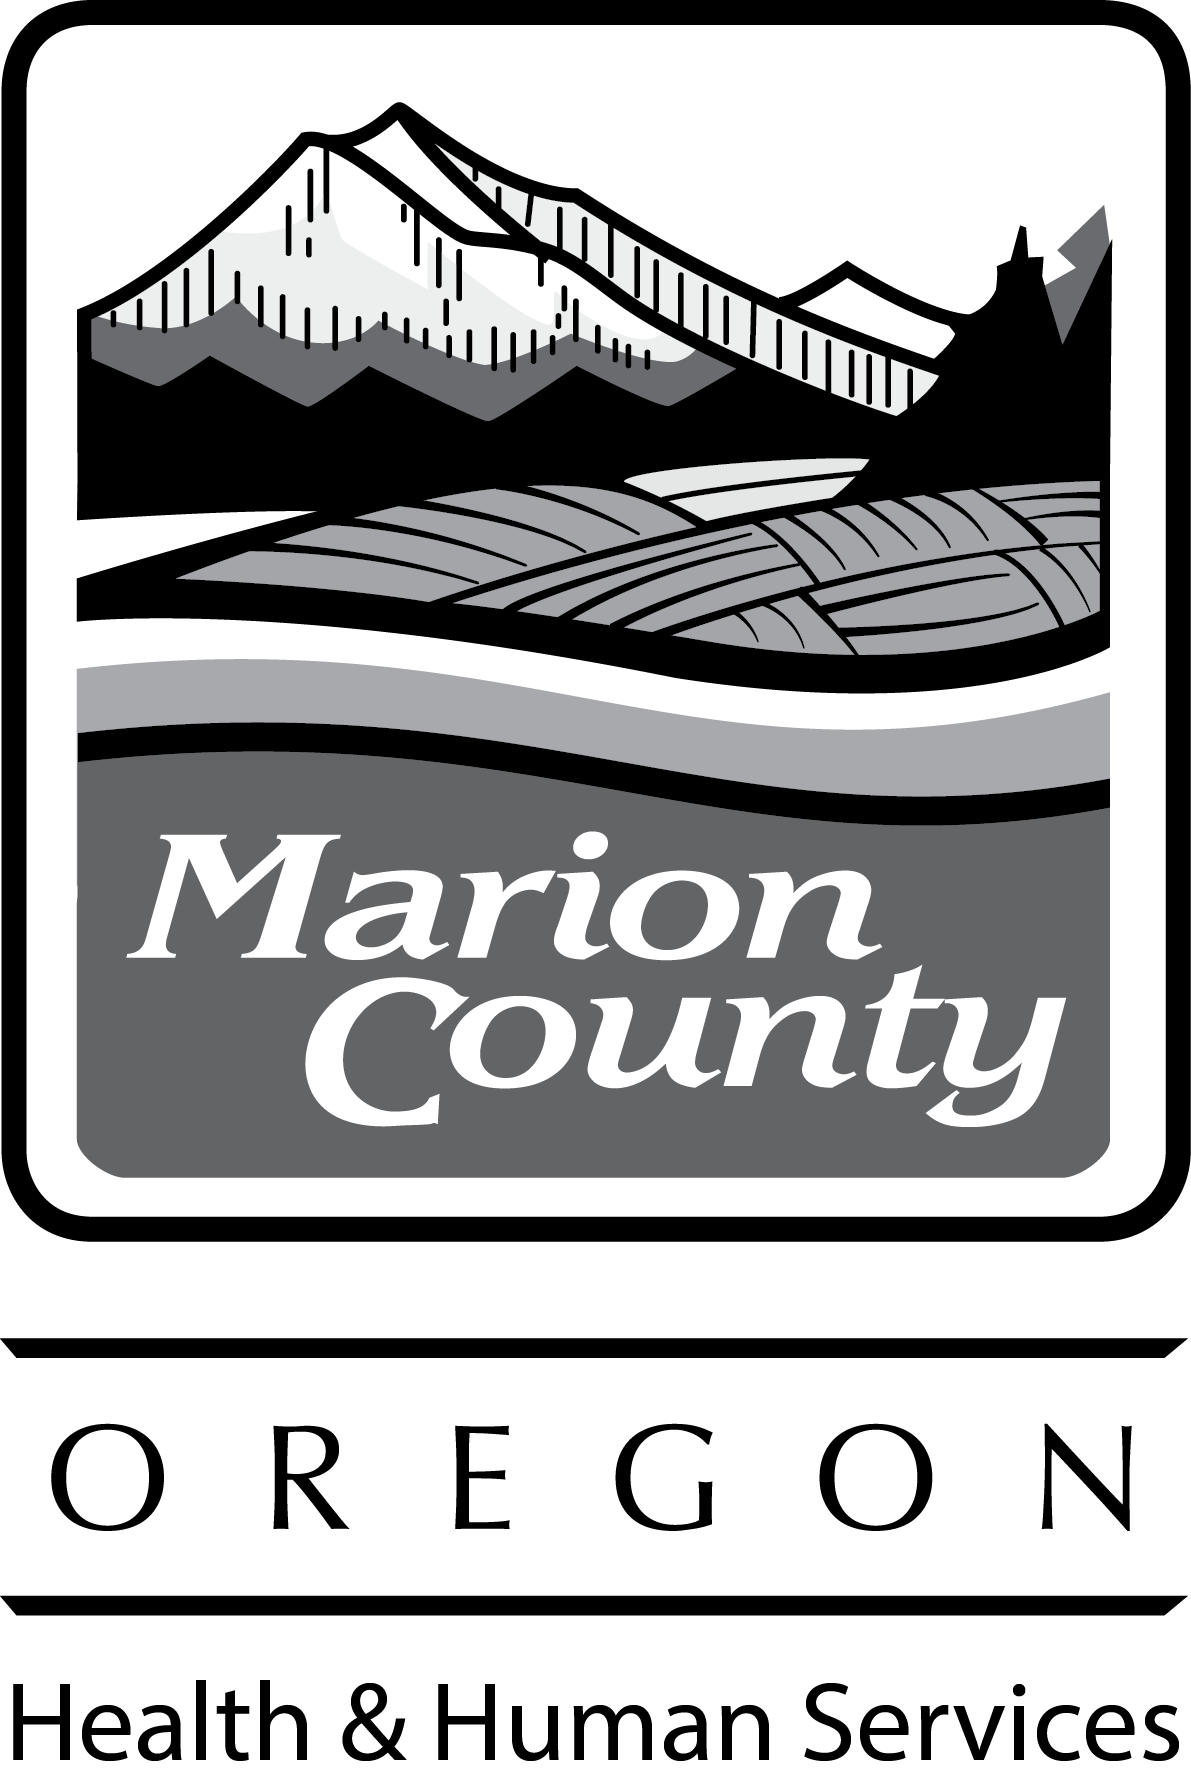 Marion
County
OREGON
Health & Human Services